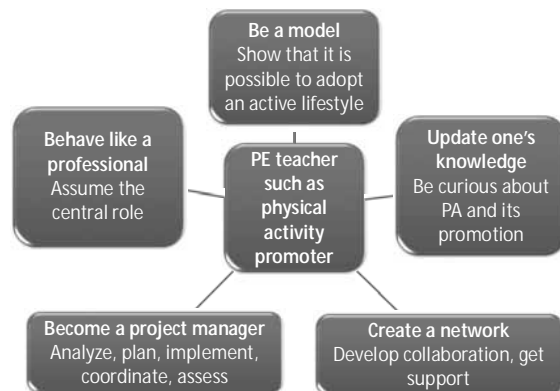 Be a model
Show that it is
possible to adopt
an active lifestyle
Behave like a
professional
Assume the
central role
PE teacher
such as
physical
activity
promoter
Update one's
knowledge
Be curious about
PA and its
promotion
Become a project manager
Analyze, plan, implement,
coordinate, assess
Create a network
Develop collaboration, get
support